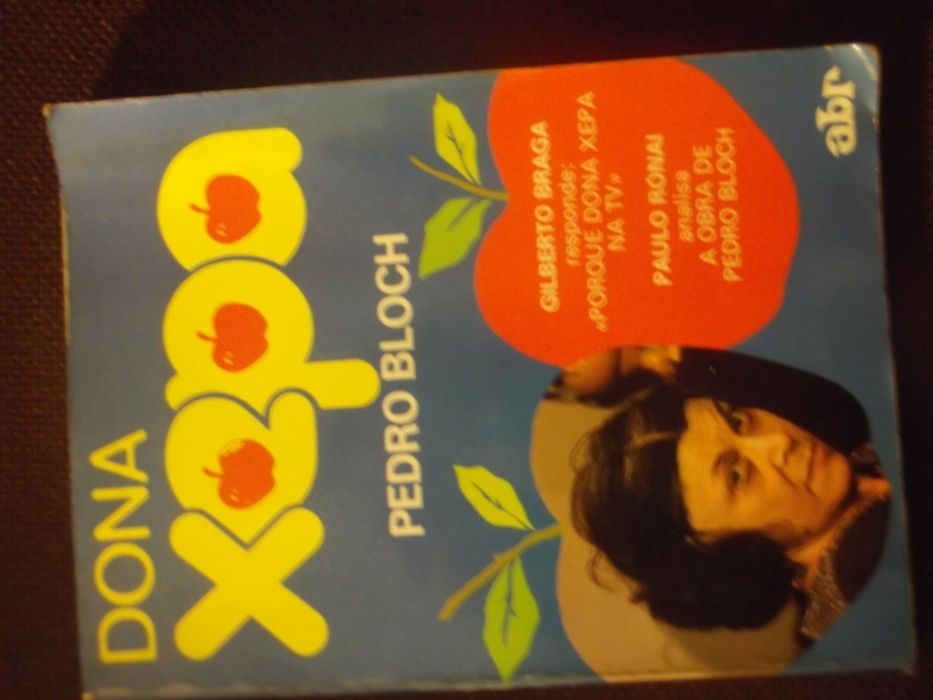 DONA
xepa
PEDRO BLOCH
GILBERTO BRAGA
responde:
«PORQUE DONA XEPA
NA TV»
PAULO RONAI
analisa
A OBRA DE
PEDRO BLOCH
abr